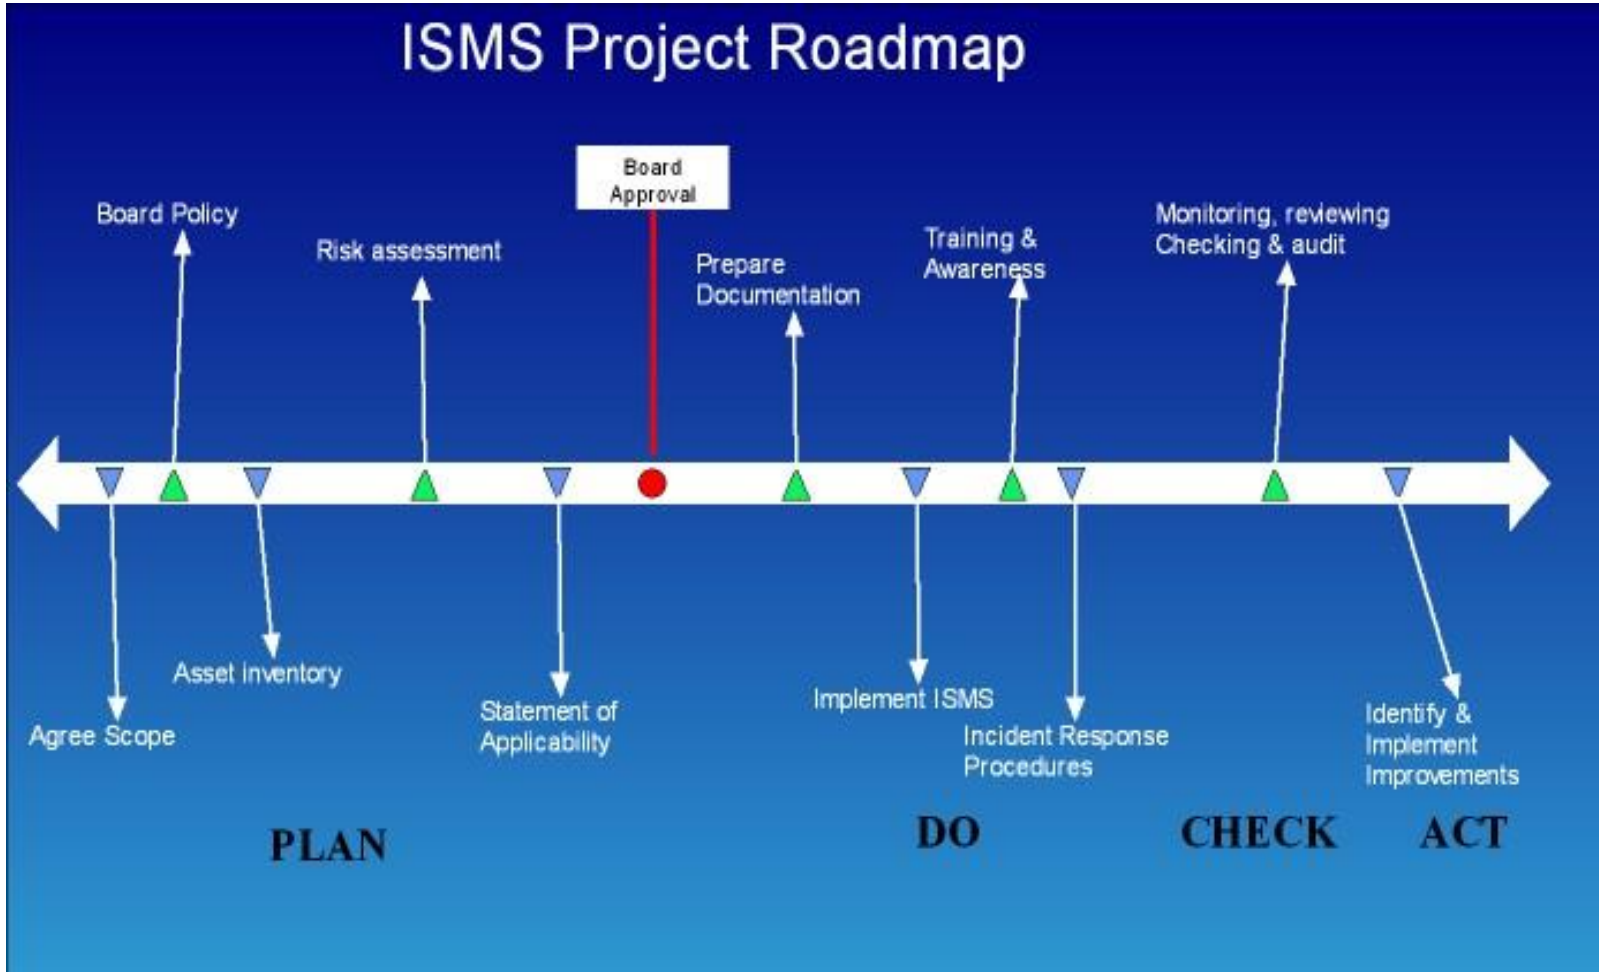 ISMS Project Roadmap
Board
Approval
Board Policy
Risk assessment
Prepare
Documentation
Training &
Awareness
Monitoring, reviewing
Checking & audit
Agree Scope
Asset inventory
Statement of
Applicability
Implement ISMS
Incident Response
Procedures
Identify &
Implement
Improvements
PLAN
DO
CHECK
ACT